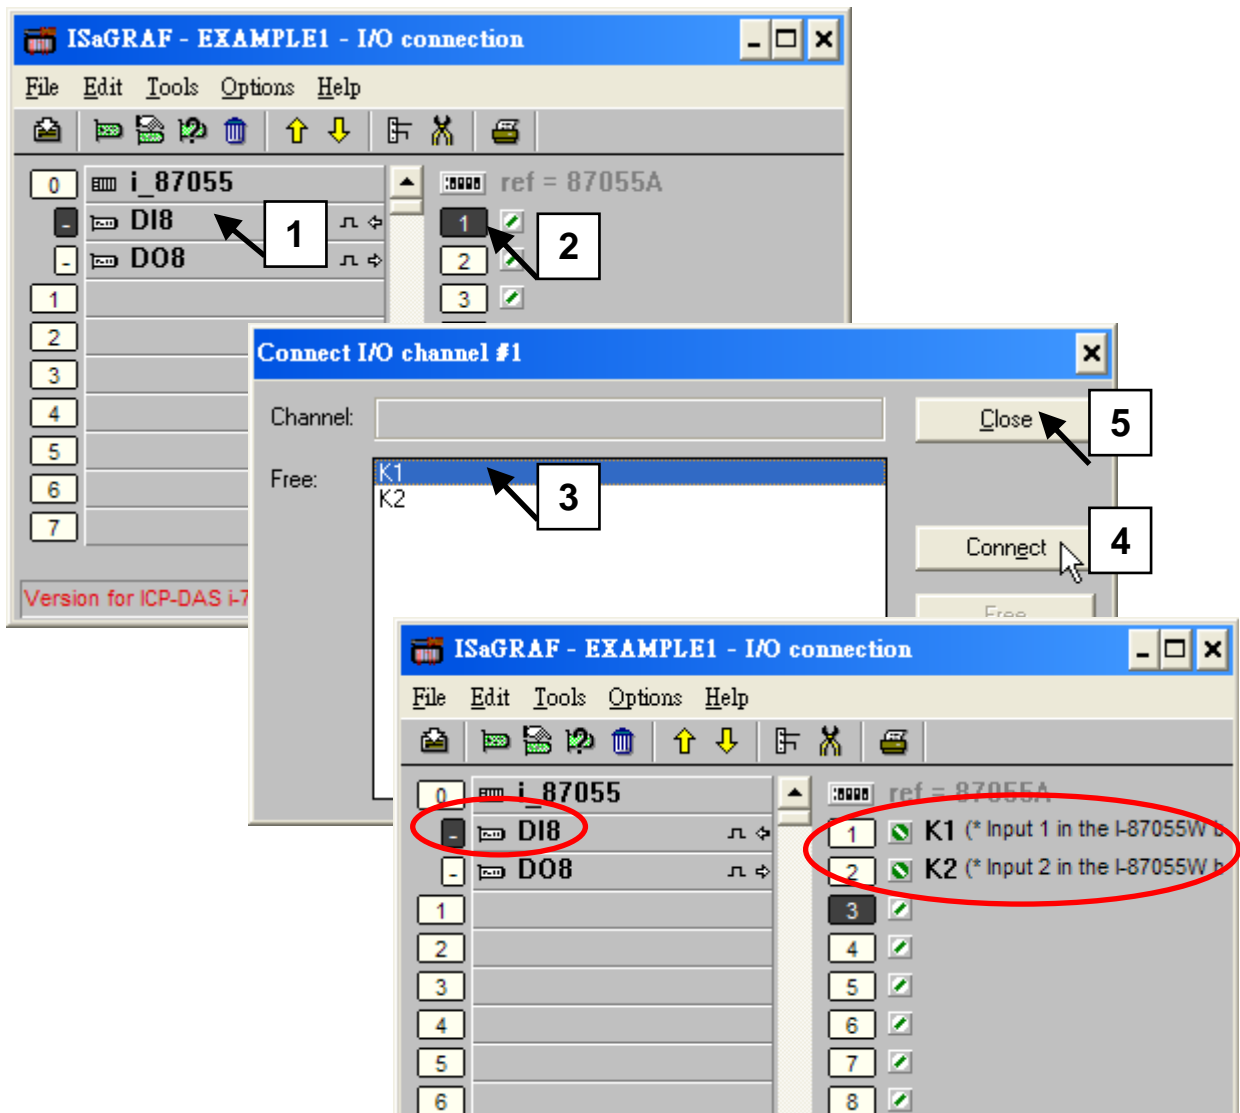 ISaGRAF - EXAMPLE1 - I/O connection
File Edit Tools Options Help
0 i_87055 ref = 87055A
- DI8 1 1 2
- DO8 2
1 3
2
3
4
5
6
7
Version for ICP-DAS i-7
Connect I/O channel #1
Channel: Close 5
Free: K1 3
K2
Connect 4
Free
ISaGRAF - EXAMPLE1 - I/O connection
File Edit Tools Options Help
0 i_87055 ref = 87055A
- DI8 1 K1 (* Input 1 in the I-87055W b
- DO8 2 K2 (* Input 2 in the I-87055W b
1 3
2 4
3 5
4 6
5 7
6 8